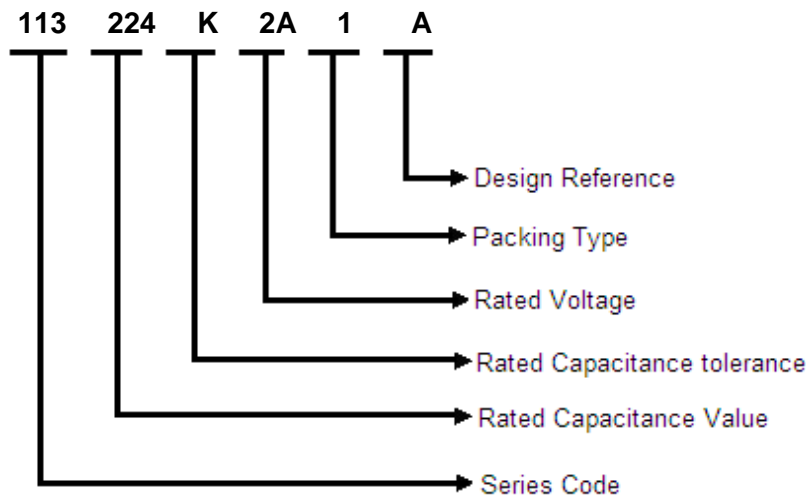 113 224 K 2A 1 A
Design Reference
Packing Type
Rated Voltage
Rated Capacitance tolerance
Rated Capacitance Value
Series Code